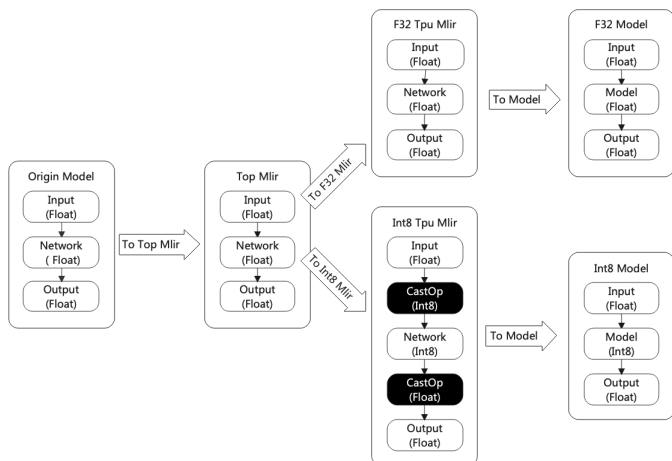 Origin Model
Input
(Float)
Network
( Float)
Output
(Float)
To Top Mlir
Top Mlir
Input
(Float)
Network
(Float)
Output
(Float)
To F32 Mlir
To Int8 Mlir
F32 Tpu Mlir
Input
(Float)
Network
(Float)
Output
(Float)
To Model
F32 Model
Input
(Float)
Model
(Float)
Output
(Float)
Int8 Tpu Mlir
Input
(Float)
CastOp
(Int8)
Network
(Int8)
CastOp
(Float)
Output
(Float)
To Model
Int8 Model
Input
(Float)
Model
(Int8)
Output
(Float)